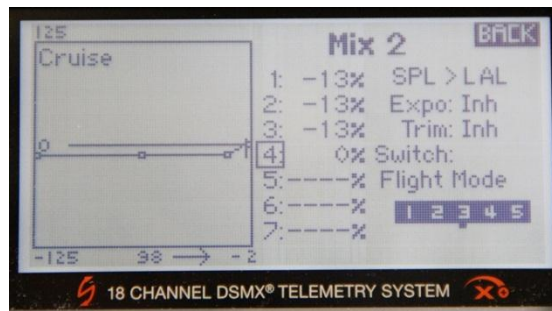 125
Cruise
0
-125 98 → -2
Mix 2
BACK
1: -13% SPL > LAL
2: -13% Expo: Inh
3: -13% Trim: Inh
4: 0% Switch:
5: ----% Flight Mode
6: ----% 1 2 3 4 5
7: ----%
18 CHANNEL DSMX® TELEMETRY SYSTEM